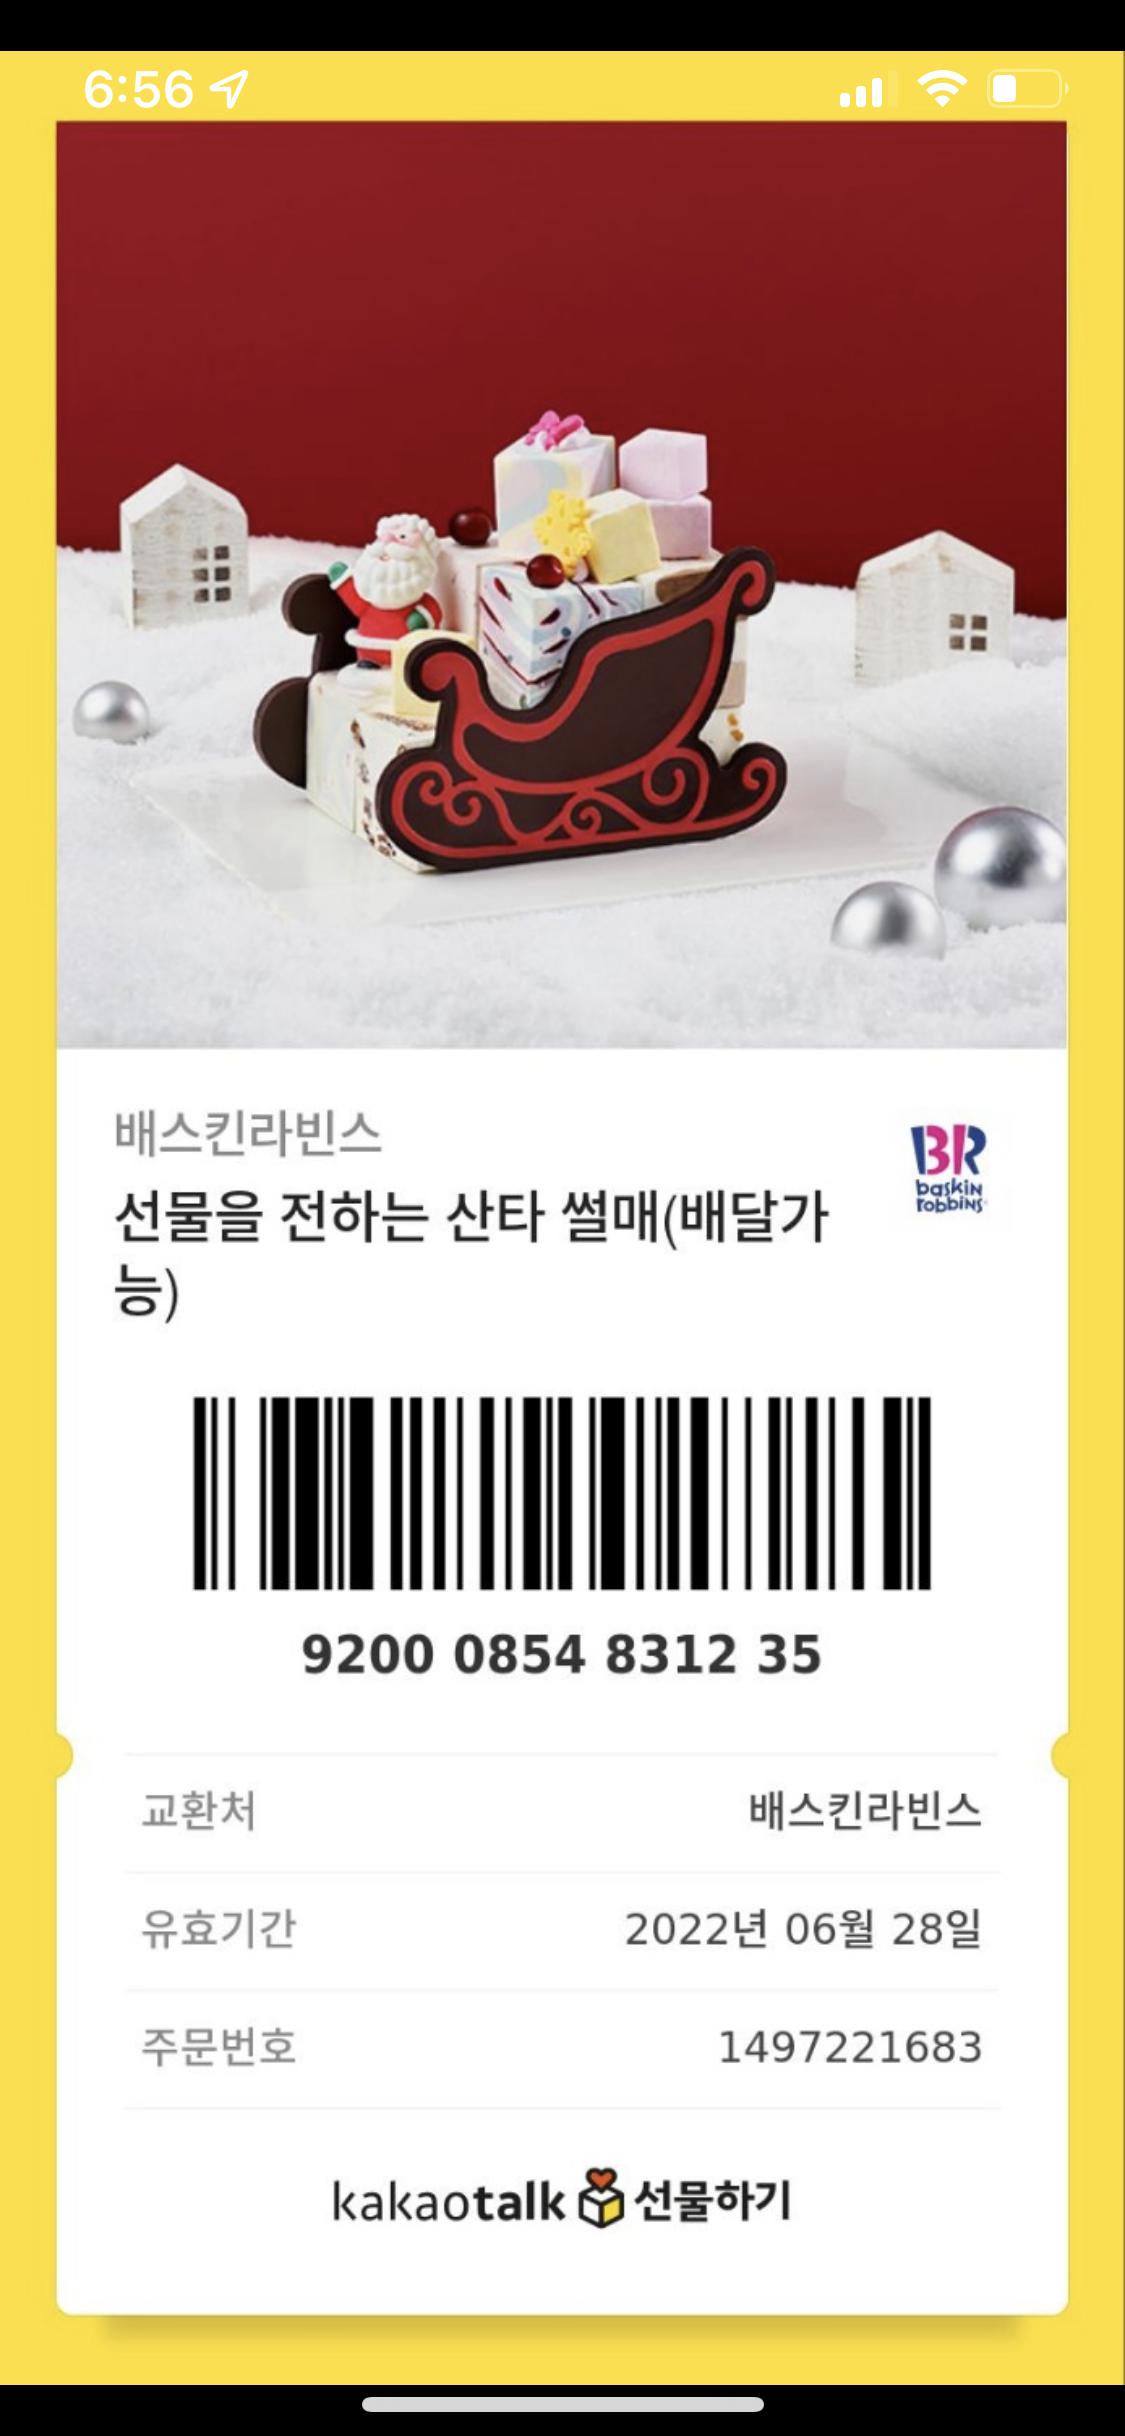 6:56
배스킨라빈스
BR
baskin
robbins
선물을 전하는 산타 썰매(배달가
능)
9200 0854 8312 35
교환처 배스킨라빈스
유효기간 2022년 06월 28일
주문번호 1497221683
kakaotalk 선물하기